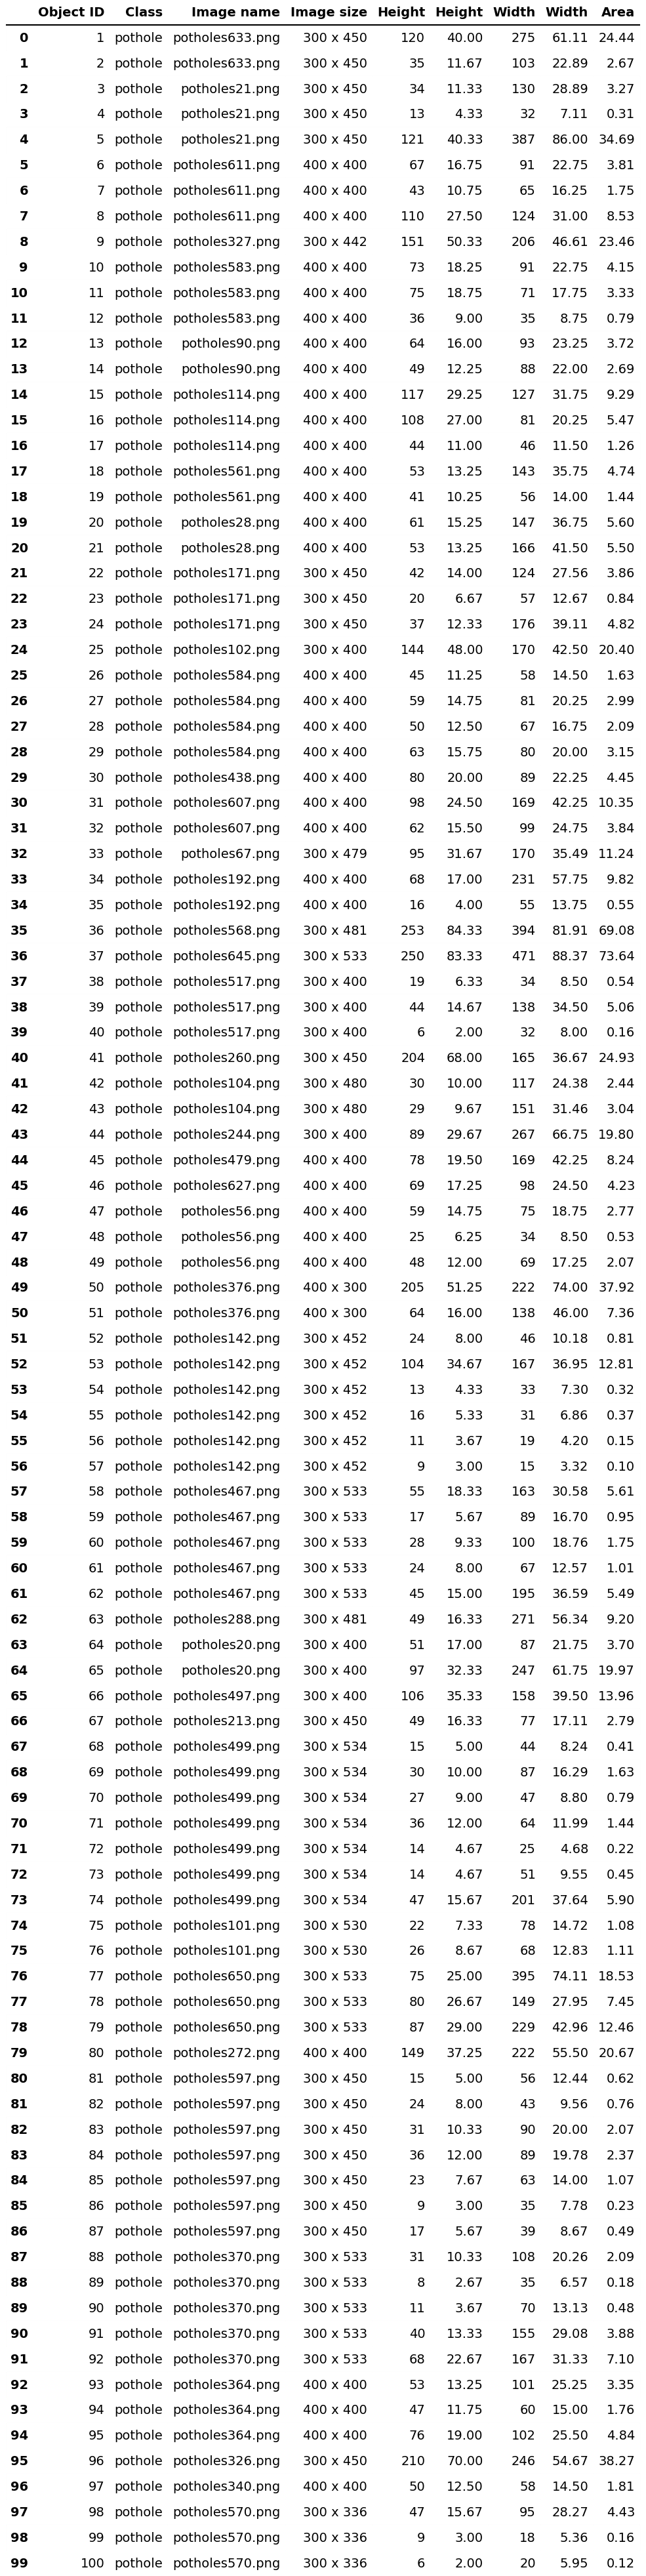 Object ID Class Image name Image size Height Height Width Width Area
0 1 pothole potholes633.png 300 x 450 120 40.00 275 61.11 24.44
1 2 pothole potholes633.png 300 x 450 35 11.67 103 22.89 2.67
2 3 pothole potholes21.png 300 x 450 34 11.33 130 28.89 3.27
3 4 pothole potholes21.png 300 x 450 13 4.33 32 7.11 0.31
4 5 pothole potholes21.png 300 x 450 121 40.33 387 86.00 34.69
5 6 pothole potholes611.png 400 x 400 67 16.75 91 22.75 3.81
6 7 pothole potholes611.png 400 x 400 43 10.75 65 16.25 1.75
7 8 pothole potholes611.png 400 x 400 110 27.50 124 31.00 8.53
8 9 pothole potholes327.png 300 x 442 151 50.33 206 46.61 23.46
9 10 pothole potholes583.png 400 x 400 73 18.25 91 22.75 4.15
10 11 pothole potholes583.png 400 x 400 75 18.75 71 17.75 3.33
11 12 pothole potholes583.png 400 x 400 36 9.00 35 8.75 0.79
12 13 pothole potholes90.png 400 x 400 64 16.00 93 23.25 3.72
13 14 pothole potholes90.png 400 x 400 49 12.25 88 22.00 2.69
14 15 pothole potholes114.png 400 x 400 117 29.25 127 31.75 9.29
15 16 pothole potholes114.png 400 x 400 108 27.00 81 20.25 5.47
16 17 pothole potholes114.png 400 x 400 44 11.00 46 11.50 1.26
17 18 pothole potholes561.png 400 x 400 53 13.25 143 35.75 4.74
18 19 pothole potholes561.png 400 x 400 41 10.25 56 14.00 1.44
19 20 pothole potholes28.png 400 x 400 61 15.25 147 36.75 5.60
20 21 pothole potholes28.png 400 x 400 53 13.25 166 41.50 5.50
21 22 pothole potholes171.png 300 x 450 42 14.00 124 27.56 3.86
22 23 pothole potholes171.png 300 x 450 20 6.67 57 12.67 0.84
23 24 pothole potholes171.png 300 x 450 37 12.33 176 39.11 4.82
24 25 pothole potholes102.png 300 x 400 144 48.00 170 42.50 20.40
25 26 pothole potholes584.png 400 x 400 45 11.25 58 14.50 1.63
26 27 pothole potholes584.png 400 x 400 59 14.75 81 20.25 2.99
27 28 pothole potholes584.png 400 x 400 50 12.50 67 16.75 2.09
28 29 pothole potholes584.png 400 x 400 63 15.75 80 20.00 3.15
29 30 pothole potholes438.png 400 x 400 80 20.00 89 22.25 4.45
30 31 pothole potholes607.png 400 x 400 98 24.50 169 42.25 10.35
31 32 pothole potholes607.png 400 x 400 62 15.50 99 24.75 3.84
32 33 pothole potholes67.png 300 x 479 95 31.67 170 35.49 11.24
33 34 pothole potholes192.png 400 x 400 68 17.00 231 57.75 9.82
34 35 pothole potholes192.png 400 x 400 16 4.00 55 13.75 0.55
35 36 pothole potholes568.png 300 x 481 253 84.33 394 81.91 69.08
36 37 pothole potholes645.png 300 x 533 250 83.33 471 88.37 73.64
37 38 pothole potholes517.png 300 x 400 19 6.33 34 8.50 0.54
38 39 pothole potholes517.png 300 x 400 44 14.67 138 34.50 5.06
39 40 pothole potholes517.png 300 x 400 6 2.00 32 8.00 0.16
40 41 pothole potholes260.png 300 x 450 204 68.00 165 36.67 24.93
41 42 pothole potholes104.png 300 x 480 30 10.00 117 24.38 2.44
42 43 pothole potholes104.png 300 x 480 29 9.67 151 31.46 3.04
43 44 pothole potholes244.png 300 x 400 89 29.67 267 66.75 19.80
44 45 pothole potholes479.png 400 x 400 78 19.50 169 42.25 8.24
45 46 pothole potholes627.png 400 x 400 69 17.25 98 24.50 4.23
46 47 pothole potholes56.png 400 x 400 59 14.75 75 18.75 2.77
47 48 pothole potholes56.png 400 x 400 25 6.25 34 8.50 0.53
48 49 pothole potholes56.png 400 x 400 48 12.00 69 17.25 2.07
49 50 pothole potholes376.png 400 x 300 205 51.25 222 74.00 37.92
50 51 pothole potholes376.png 400 x 300 64 16.00 138 46.00 7.36
51 52 pothole potholes142.png 300 x 452 24 8.00 46 10.18 0.81
52 53 pothole potholes142.png 300 x 452 104 34.67 167 36.95 12.81
53 54 pothole potholes142.png 300 x 452 13 4.33 33 7.30 0.32
54 55 pothole potholes142.png 300 x 452 16 5.33 31 6.86 0.37
55 56 pothole potholes142.png 300 x 452 11 3.67 19 4.20 0.15
56 57 pothole potholes142.png 300 x 452 9 3.00 15 3.32 0.10
57 58 pothole potholes467.png 300 x 533 55 18.33 163 30.58 5.61
58 59 pothole potholes467.png 300 x 533 17 5.67 89 16.70 0.95
59 60 pothole potholes467.png 300 x 533 28 9.33 100 18.76 1.75
60 61 pothole potholes467.png 300 x 533 24 8.00 67 12.57 1.01
61 62 pothole potholes467.png 300 x 533 45 15.00 195 36.59 5.49
62 63 pothole potholes288.png 300 x 481 49 16.33 271 56.34 9.20
63 64 pothole potholes20.png 300 x 400 51 17.00 87 21.75 3.70
64 65 pothole potholes20.png 300 x 400 97 32.33 247 61.75 19.97
65 66 pothole potholes497.png 300 x 400 106 35.33 158 39.50 13.96
66 67 pothole potholes213.png 300 x 450 49 16.33 77 17.11 2.79
67 68 pothole potholes499.png 300 x 534 15 5.00 44 8.24 0.41
68 69 pothole potholes499.png 300 x 534 30 10.00 87 16.29 1.63
69 70 pothole potholes499.png 300 x 534 27 9.00 47 8.80 0.79
70 71 pothole potholes499.png 300 x 534 36 12.00 64 11.99 1.44
71 72 pothole potholes499.png 300 x 534 14 4.67 25 4.68 0.22
72 73 pothole potholes499.png 300 x 534 14 4.67 51 9.55 0.45
73 74 pothole potholes499.png 300 x 534 47 15.67 201 37.64 5.90
74 75 pothole potholes101.png 300 x 530 22 7.33 78 14.72 1.08
75 76 pothole potholes101.png 300 x 530 26 8.67 68 12.83 1.11
76 77 pothole potholes650.png 300 x 533 75 25.00 395 74.11 18.53
77 78 pothole potholes650.png 300 x 533 80 26.67 149 27.95 7.45
78 79 pothole potholes650.png 300 x 533 87 29.00 229 42.96 12.46
79 80 pothole potholes272.png 400 x 400 149 37.25 222 55.50 20.67
80 81 pothole potholes597.png 300 x 450 15 5.00 56 12.44 0.62
81 82 pothole potholes597.png 300 x 450 24 8.00 43 9.56 0.76
82 83 pothole potholes597.png 300 x 450 31 10.33 90 20.00 2.07
83 84 pothole potholes597.png 300 x 450 36 12.00 89 19.78 2.37
84 85 pothole potholes597.png 300 x 450 23 7.67 63 14.00 1.07
85 86 pothole potholes597.png 300 x 450 9 3.00 35 7.78 0.23
86 87 pothole potholes597.png 300 x 450 17 5.67 39 8.67 0.49
87 88 pothole potholes370.png 300 x 533 31 10.33 108 20.26 2.09
88 89 pothole potholes370.png 300 x 533 8 2.67 35 6.57 0.18
89 90 pothole potholes370.png 300 x 533 11 3.67 70 13.13 0.48
90 91 pothole potholes370.png 300 x 533 40 13.33 155 29.08 3.88
91 92 pothole potholes370.png 300 x 533 68 22.67 167 31.33 7.10
92 93 pothole potholes364.png 400 x 400 53 13.25 101 25.25 3.35
93 94 pothole potholes364.png 400 x 400 47 11.75 60 15.00 1.76
94 95 pothole potholes364.png 400 x 400 76 19.00 102 25.50 4.84
95 96 pothole potholes326.png 300 x 450 210 70.00 246 54.67 38.27
96 97 pothole potholes340.png 400 x 400 50 12.50 58 14.50 1.81
97 98 pothole potholes570.png 300 x 336 47 15.67 95 28.27 4.43
98 99 pothole potholes570.png 300 x 336 9 3.00 18 5.36 0.16
99 100 pothole potholes570.png 300 x 336 6 2.00 20 5.95 0.12